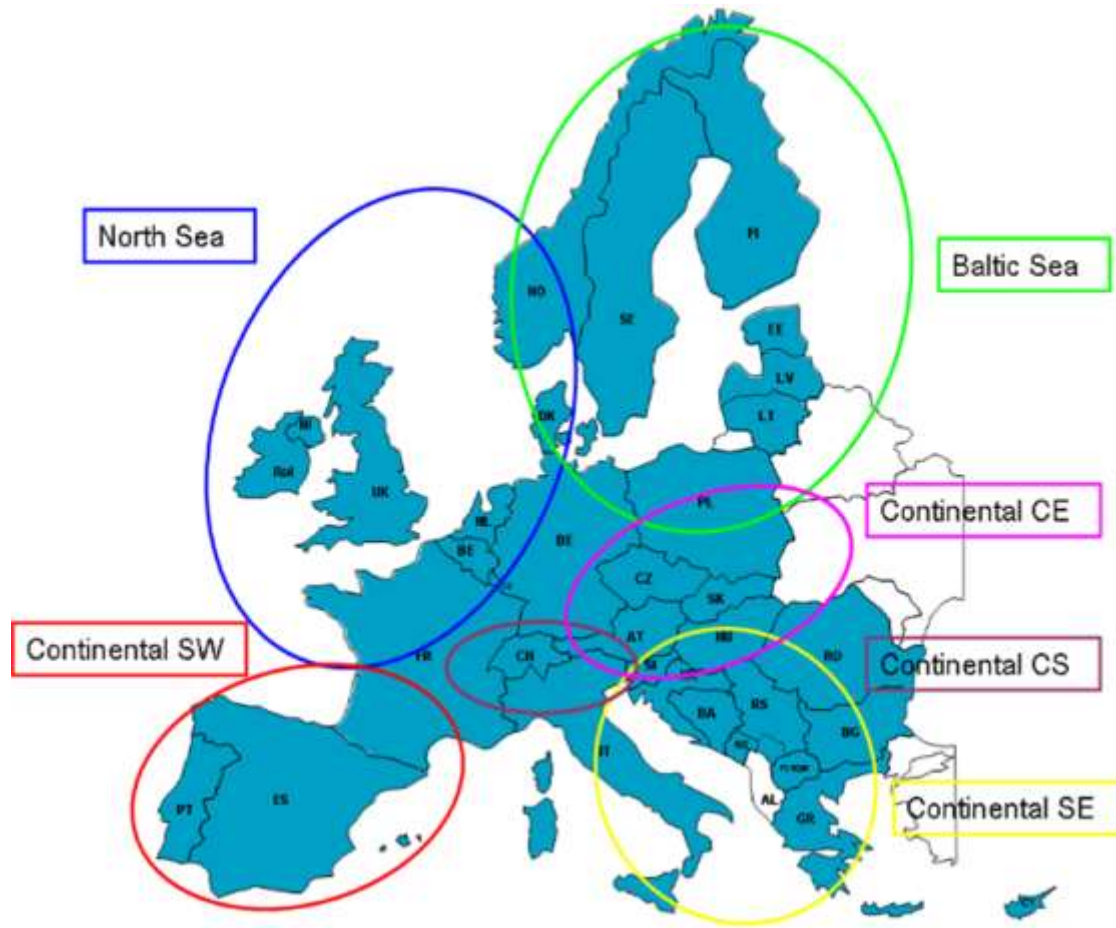 North Sea
Baltic Sea
FI
NO
SE
EE
LV
LT
DK
NI
RoI
UK
NL
BE
DE
PL
Continental CE
CZ
SK
AT
HU
Continental SW
FR
CH
SI
RO
Continental CS
BA
RS
BG
IT
PT
ES
AL
GR
Continental SE